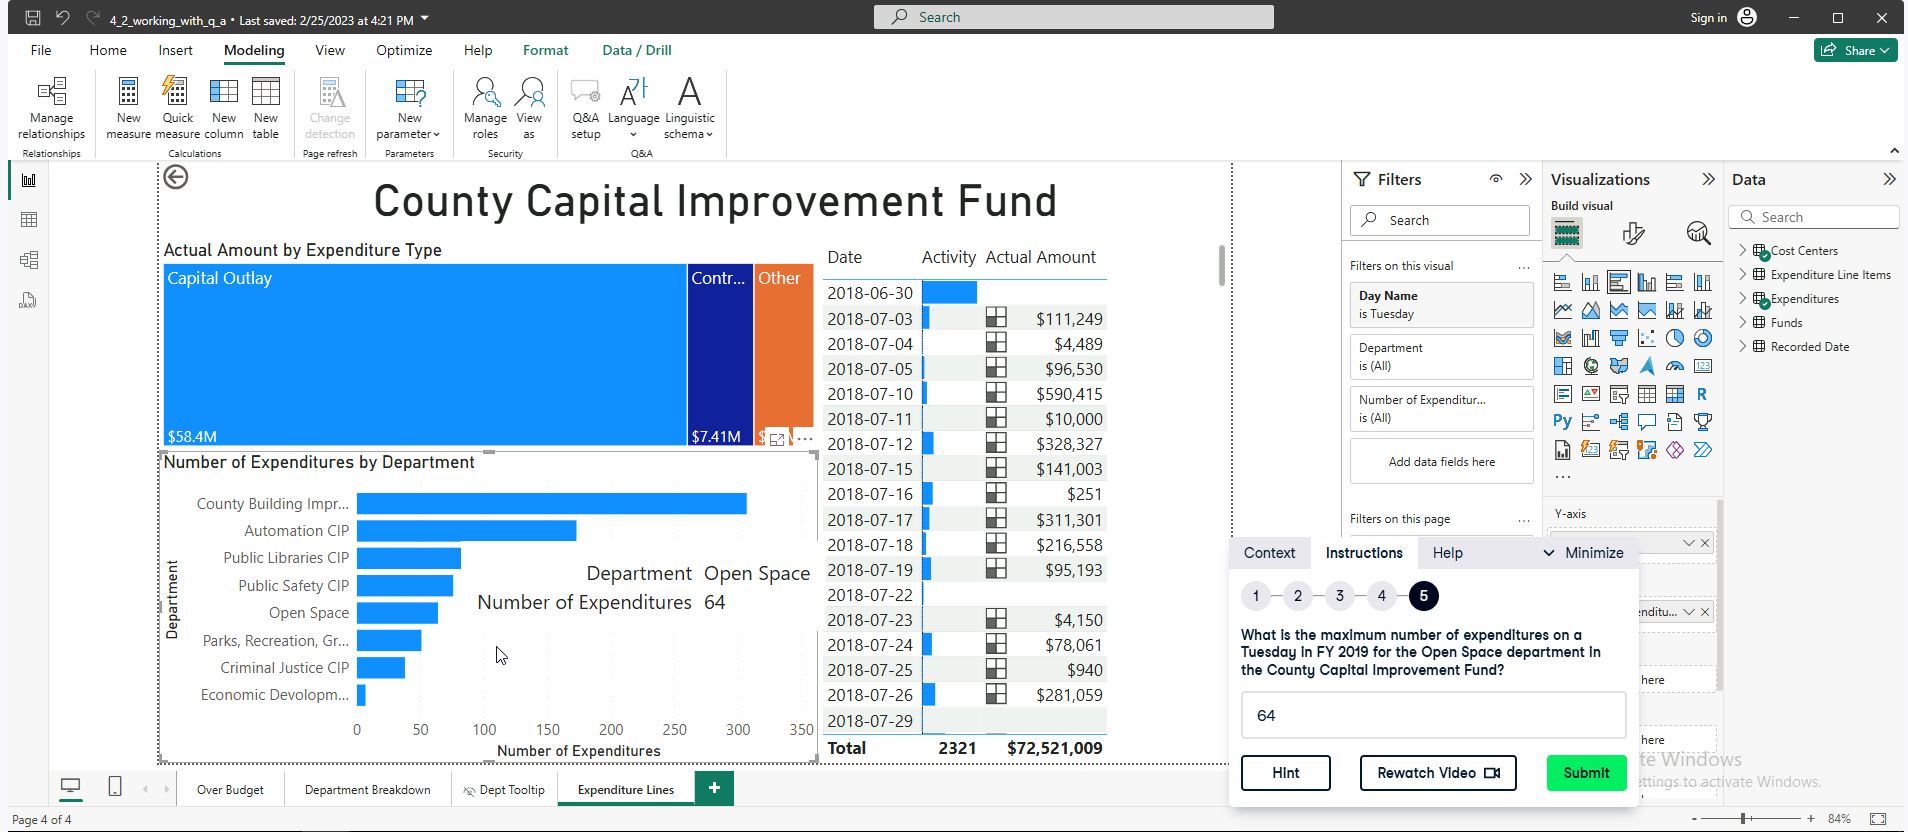 4_2_working_with_q_a • Last saved: 2/25/2023 at 4:21 PM
Search
Sign in
File Home Insert Modeling View Optimize Help Format Data / Drill
Share
Manage relationships
New measure
Quick measure
New column
New table
Change detection
New parameter
Manage roles
View as
Q&A setup
Language
Linguistic schema
Relationships
Calculations
Page refresh
Parameters
Security
Q&A
County Capital Improvement Fund
Actual Amount by Expenditure Type
Capital Outlay
$58.4M
Contr...
$7.41M
Other
Number of Expenditures by Department
Department
County Building Impr...
Automation CIP
Public Libraries CIP
Public Safety CIP
Open Space
Parks, Recreation, Gr...
Criminal Justice CIP
Economic Devolopm...
0 50 100 150 200 250 300 350
Number of Expenditures
Department Open Space
Number of Expenditures 64
Date Activity Actual Amount
2018-06-30
2018-07-03 $111,249
2018-07-04 $4,489
2018-07-05 $96,530
2018-07-10 $590,415
2018-07-11 $10,000
2018-07-12 $328,327
2018-07-15 $141,003
2018-07-16 $251
2018-07-17 $311,301
2018-07-18 $216,558
2018-07-19 $95,193
2018-07-22
2018-07-23 $4,150
2018-07-24 $78,061
2018-07-25 $940
2018-07-26 $281,059
2018-07-29
Total 2321 $72,521,009
Filters
Search
Filters on this visual
Day Name
is Tuesday
Department
is (All)
Number of Expenditur...
is (All)
Add data fields here
Filters on this page
Visualizations
Build visual
123
R
Py
Y-axis
enditu...
here
here
Data
Search
Cost Centers
Expenditure Line Items
Expenditures
Funds
Recorded Date
Context Instructions Help Minimize
1 2 3 4 5
What is the maximum number of expenditures on a
Tuesday in FY 2019 for the Open Space department in
the County Capital Improvement Fund?
64
Hint
Rewatch Video
Submit
te Windows
ettings to activate Windows.
Over Budget
Department Breakdown
Dept Tooltip
Expenditure Lines
+
Page 4 of 4
- + 84%